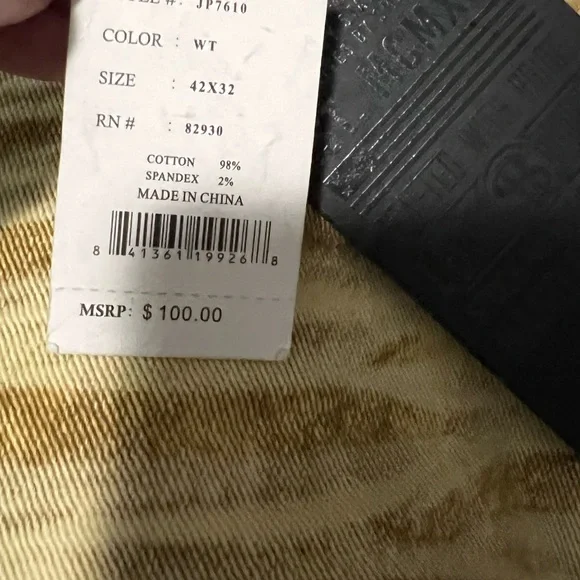 #: JP7610
COLOR : WT
SIZE : 42X32
RN # : 82930
COTTON 98%
SPANDEX 2%
MADE IN CHINA
8 41361 19926 8
MSRP: $ 100.00
MCMX